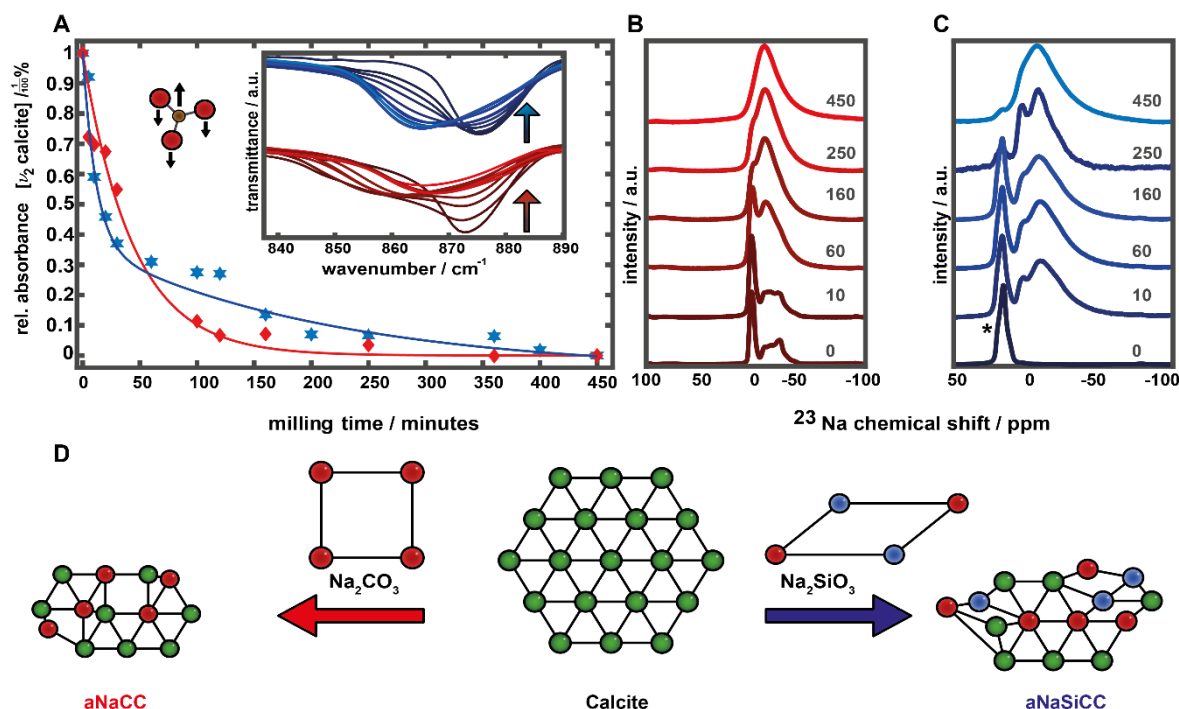 A
B
C
rel. absorbance [ν₂ calcite] /1/100%
1
0.9
0.8
0.7
0.6
0.5
0.4
0.3
0.2
0.1
0
0 50 100 150 200 250 300 350 400 450
milling time / minutes
transmittance / a.u.
840 850 860 870 880 890
wavenumber / cm⁻¹
intensity / a.u.
450
250
160
60
10
0
100 50 0 -50 -100
intensity / a.u.
450
250
160
60
10
*
0
50 0 -50 -100
²³ Na chemical shift / ppm
D
Na₂CO₃
Na₂SiO₃
aNaCC
Calcite
aNaSiCC